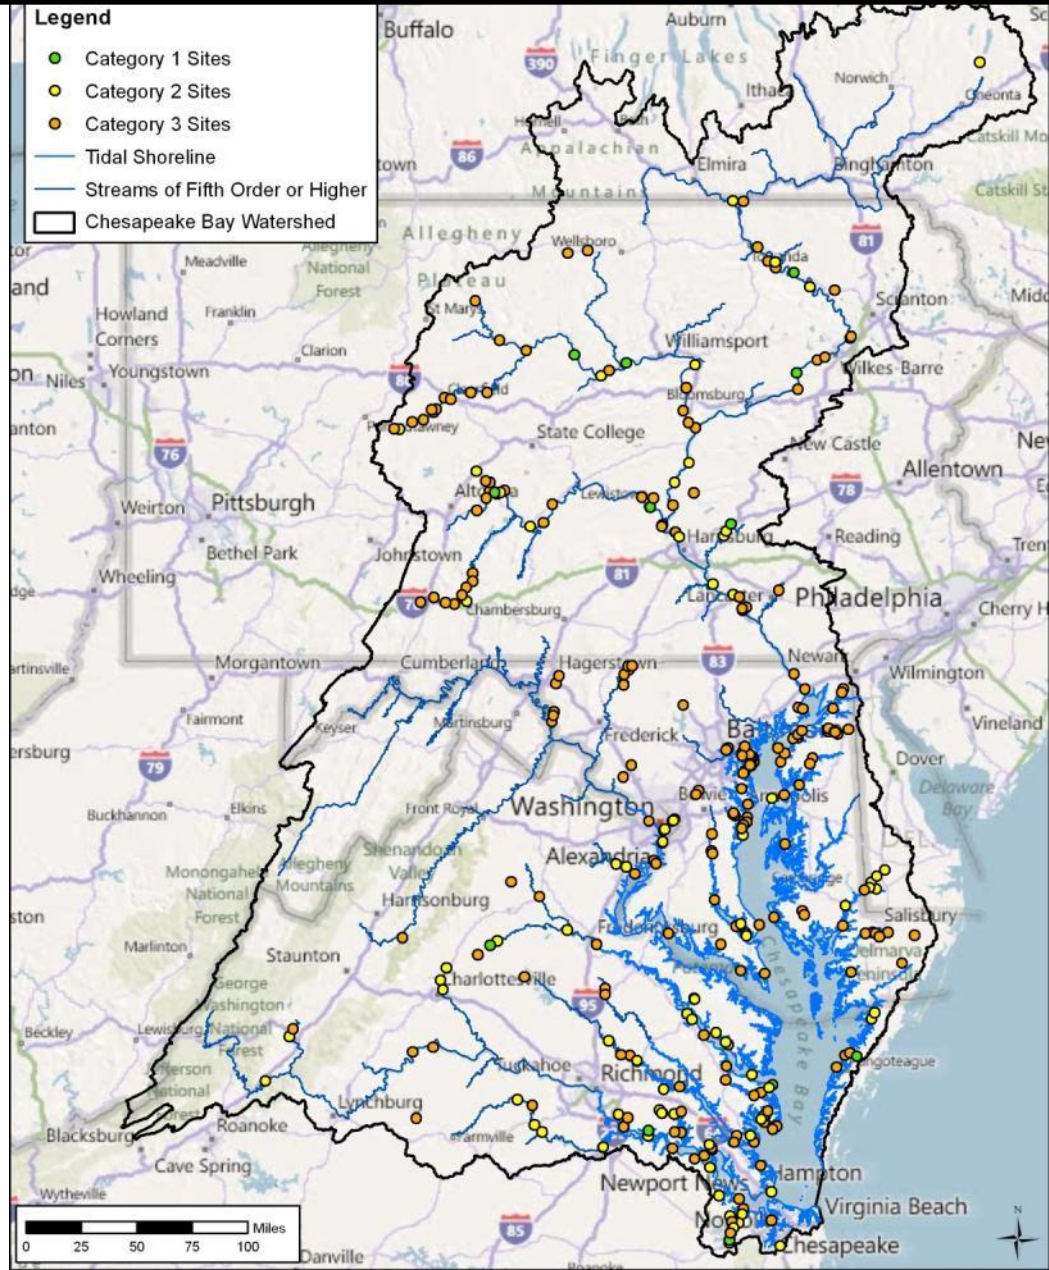 Legend
Category 1 Sites
Category 2 Sites
Category 3 Sites
Tidal Shoreline
Streams of Fifth Order or Higher
Chesapeake Bay Watershed
Buffalo
Auburn
390
Finger Lakes
Norwich
Ithaca
Oneonta
Appalachian
Mountains
86
Elmira
Binghamton
Catskill
81
Wellsboro
Allegheny
Plateau
Allegheny
National
Forest
Meadville
Scranton
St Marys
Franklin
Howland
Corners
Clarion
Williamsport
Niles
Youngstown
Wilkes-Barre
Bloomsburg
State College
New Castle
76
Allentown
78
Weirton
Pittsburgh
Altoona
Lewistown
Harrisburg
Reading
Bethel Park
Johnstown
Wheeling
81
Chambersburg
Lancaster
Philadelphia
Cherry H
Morgantown
Cumberland
Hagerstown
83
Newark
Wilmington
Keyser
Martinsburg
Fairmont
Frederick
Vineland
79
Dover
Delaware
Bay
Buckhannon
Elkins
Front Royal
Washington
Bowie
Annapolis
Shenandoah
Valley
Alexandria
Monongahela
National
Forest
Allegheny
Mountains
Harrisonburg
Fredericksburg
Salisbury
Marlinton
Staunton
Delmarva
Peninsula
Chesapeake Bay
Charlottesville
George
Washington
National
Forest
95
Beckley
Lewisburg
Tuckahoe
Richmond
Lynchburg
Blacksburg
Roanoke
Farmville
Cave Spring
Hampton
Newport News
Wytheville
Virginia Beach
Norfolk
85
Chesapeake
Danville
Miles
0 25 50 75 100
N